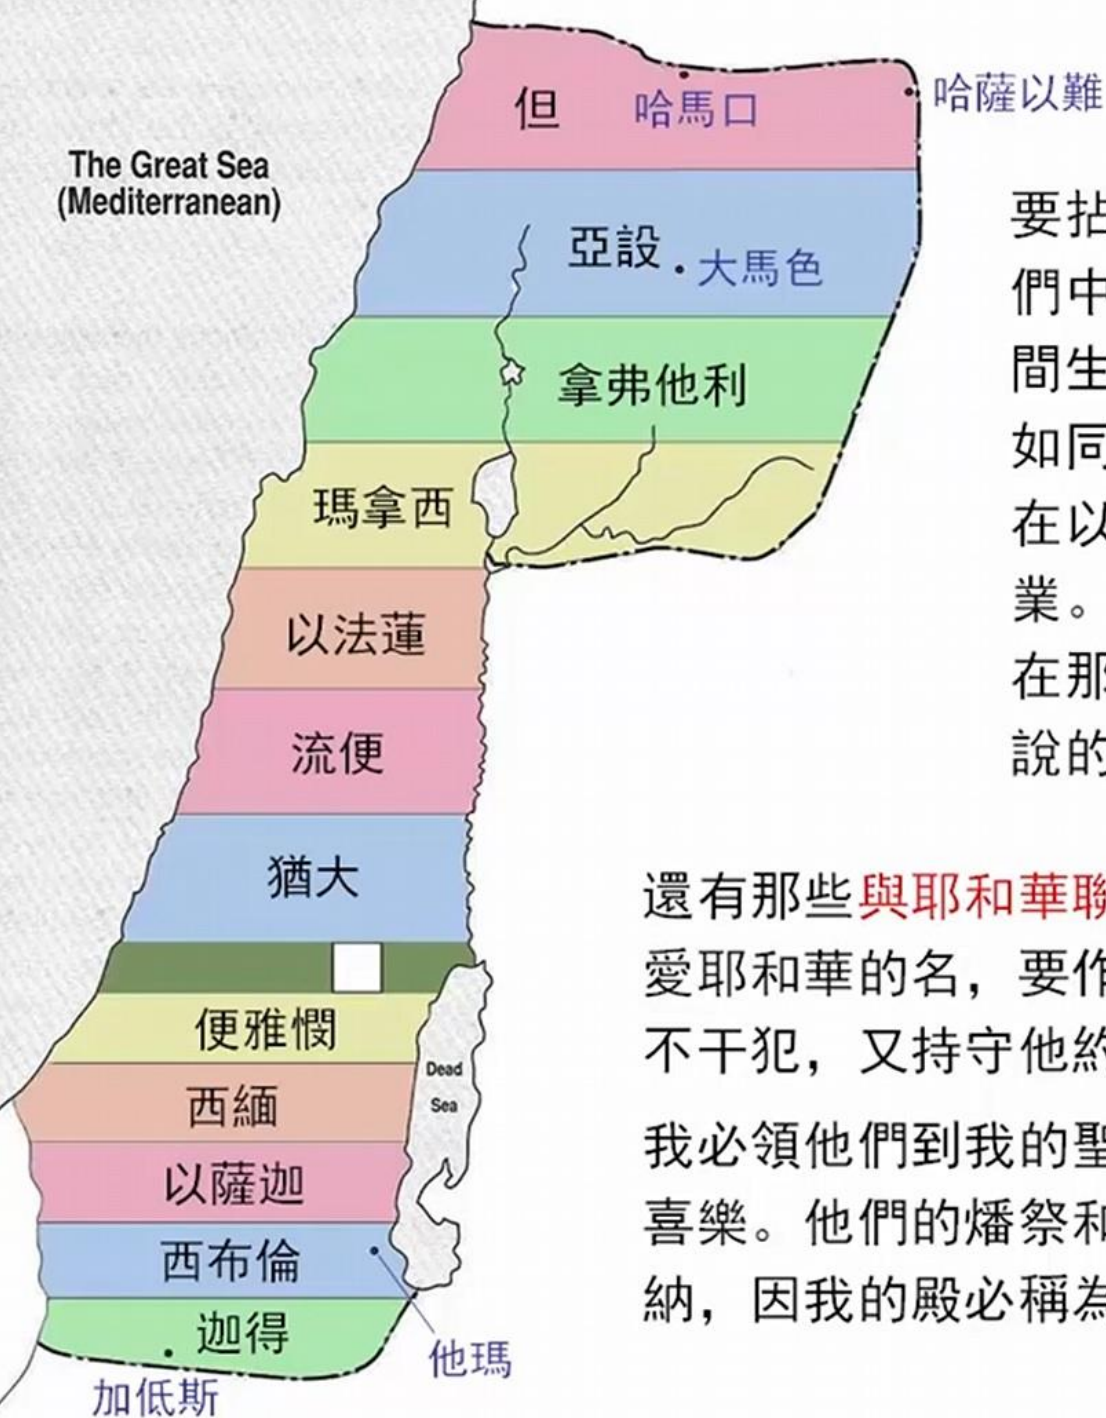 但
哈馬口
哈薩以難
The Great Sea
(Mediterranean)
亞設
大馬色
拿弗他利
瑪拿西
以法蓮
流便
猶大
便雅憫
西緬
以薩迦
西布倫
迦得
Dead
Sea
他瑪
加低斯
要拈
們中
間生
如同
在以
業。
在那
說的
還有那些與耶和華聯
愛耶和華的名，要作
不干犯，又持守他約
我必領他們到我的聖
喜樂。他們的燔祭和
納，因我的殿必稱為